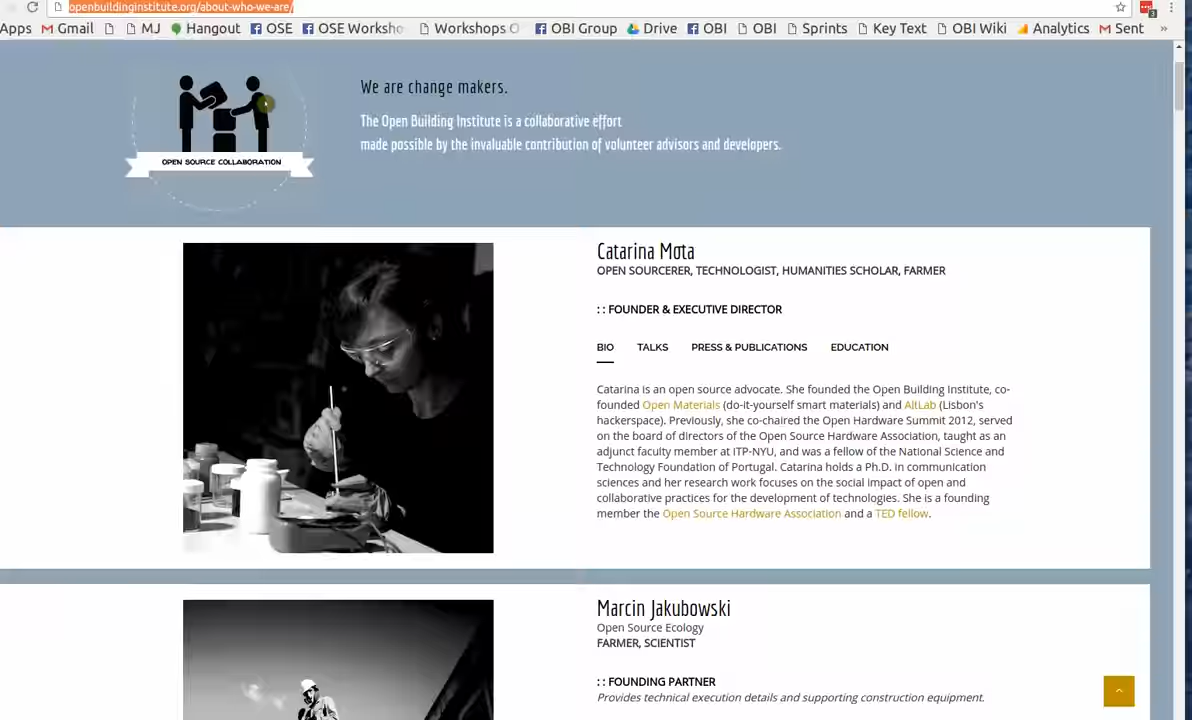 openbuildinginstitute.org/about-who-we-are/
3
Apps Gmail MJ Hangout OSE OSE Worksho Workshops O OBI Group Drive OBI OBI Sprints Key Text OBI Wiki Analytics Sent »
We are change makers.
The Open Building Institute is a collaborative effort
made possible by the invaluable contribution of volunteer advisors and developers.
OPEN SOURCE COLLABORATION
Catarina Mota
OPEN SOURCERER, TECHNOLOGIST, HUMANITIES SCHOLAR, FARMER
: : FOUNDER & EXECUTIVE DIRECTOR
BIO TALKS PRESS & PUBLICATIONS EDUCATION
Catarina is an open source advocate. She founded the Open Building Institute, co-
founded Open Materials (do-it-yourself smart materials) and AltLab (Lisbon's
hackerspace). Previously, she co-chaired the Open Hardware Summit 2012, served
on the board of directors of the Open Source Hardware Association, taught as an
adjunct faculty member at ITP-NYU, and was a fellow of the National Science and
Technology Foundation of Portugal. Catarina holds a Ph.D. in communication
sciences and her research work focuses on the social impact of open and
collaborative practices for the development of technologies. She is a founding
member the Open Source Hardware Association and a TED fellow.
Marcin Jakubowski
Open Source Ecology
FARMER, SCIENTIST
: : FOUNDING PARTNER
Provides technical execution details and supporting construction equipment.